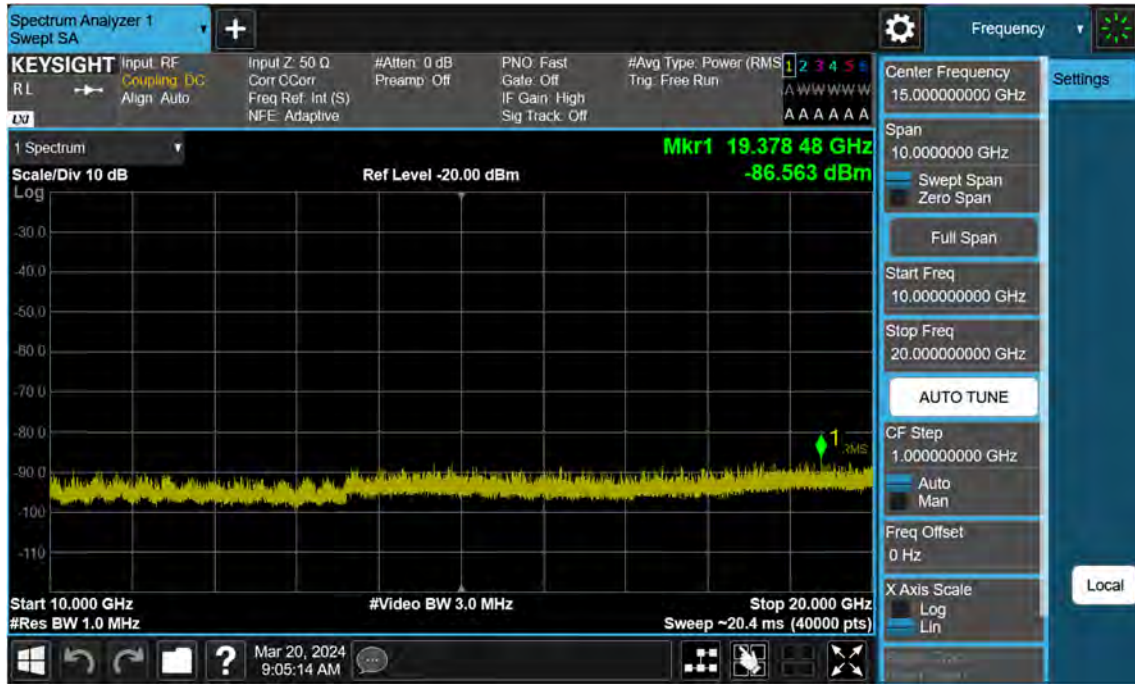 Spectrum Analyzer 1
Swept SA
Frequency
KEYSIGHT
R L
LXI
Input: RF
Coupling: DC
Align: Auto
Input Z: 50 Ω
Corr CCorr
Freq Ref: Int (S)
NFE: Adaptive
#Atten: 0 dB
Preamp: Off
PNO: Fast
Gate: Off
IF Gain: High
Sig Track: Off
#Avg Type: Power (RMS
Trig: Free Run
1 2 3 4 5 6
A W W W W W
A A A A A A
Center Frequency
15.000000000 GHz
Settings
1 Spectrum
Mkr1 19.378 48 GHz
Scale/Div 10 dB
Ref Level -20.00 dBm
-86.563 dBm
Span
10.0000000 GHz
Swept Span
Zero Span
Log
-30.0
-40.0
-50.0
-60.0
-70.0
-80.0
-90.0
-100
-110
1
RMS
Full Span
Start Freq
10.000000000 GHz
Stop Freq
20.000000000 GHz
AUTO TUNE
CF Step
1.000000000 GHz
Auto
Man
Freq Offset
0 Hz
X Axis Scale
Log
Lin
Local
Start 10.000 GHz
#Video BW 3.0 MHz
Stop 20.000 GHz
#Res BW 1.0 MHz
Sweep ~20.4 ms (40000 pts)
?
Mar 20, 2024
9:05:14 AM